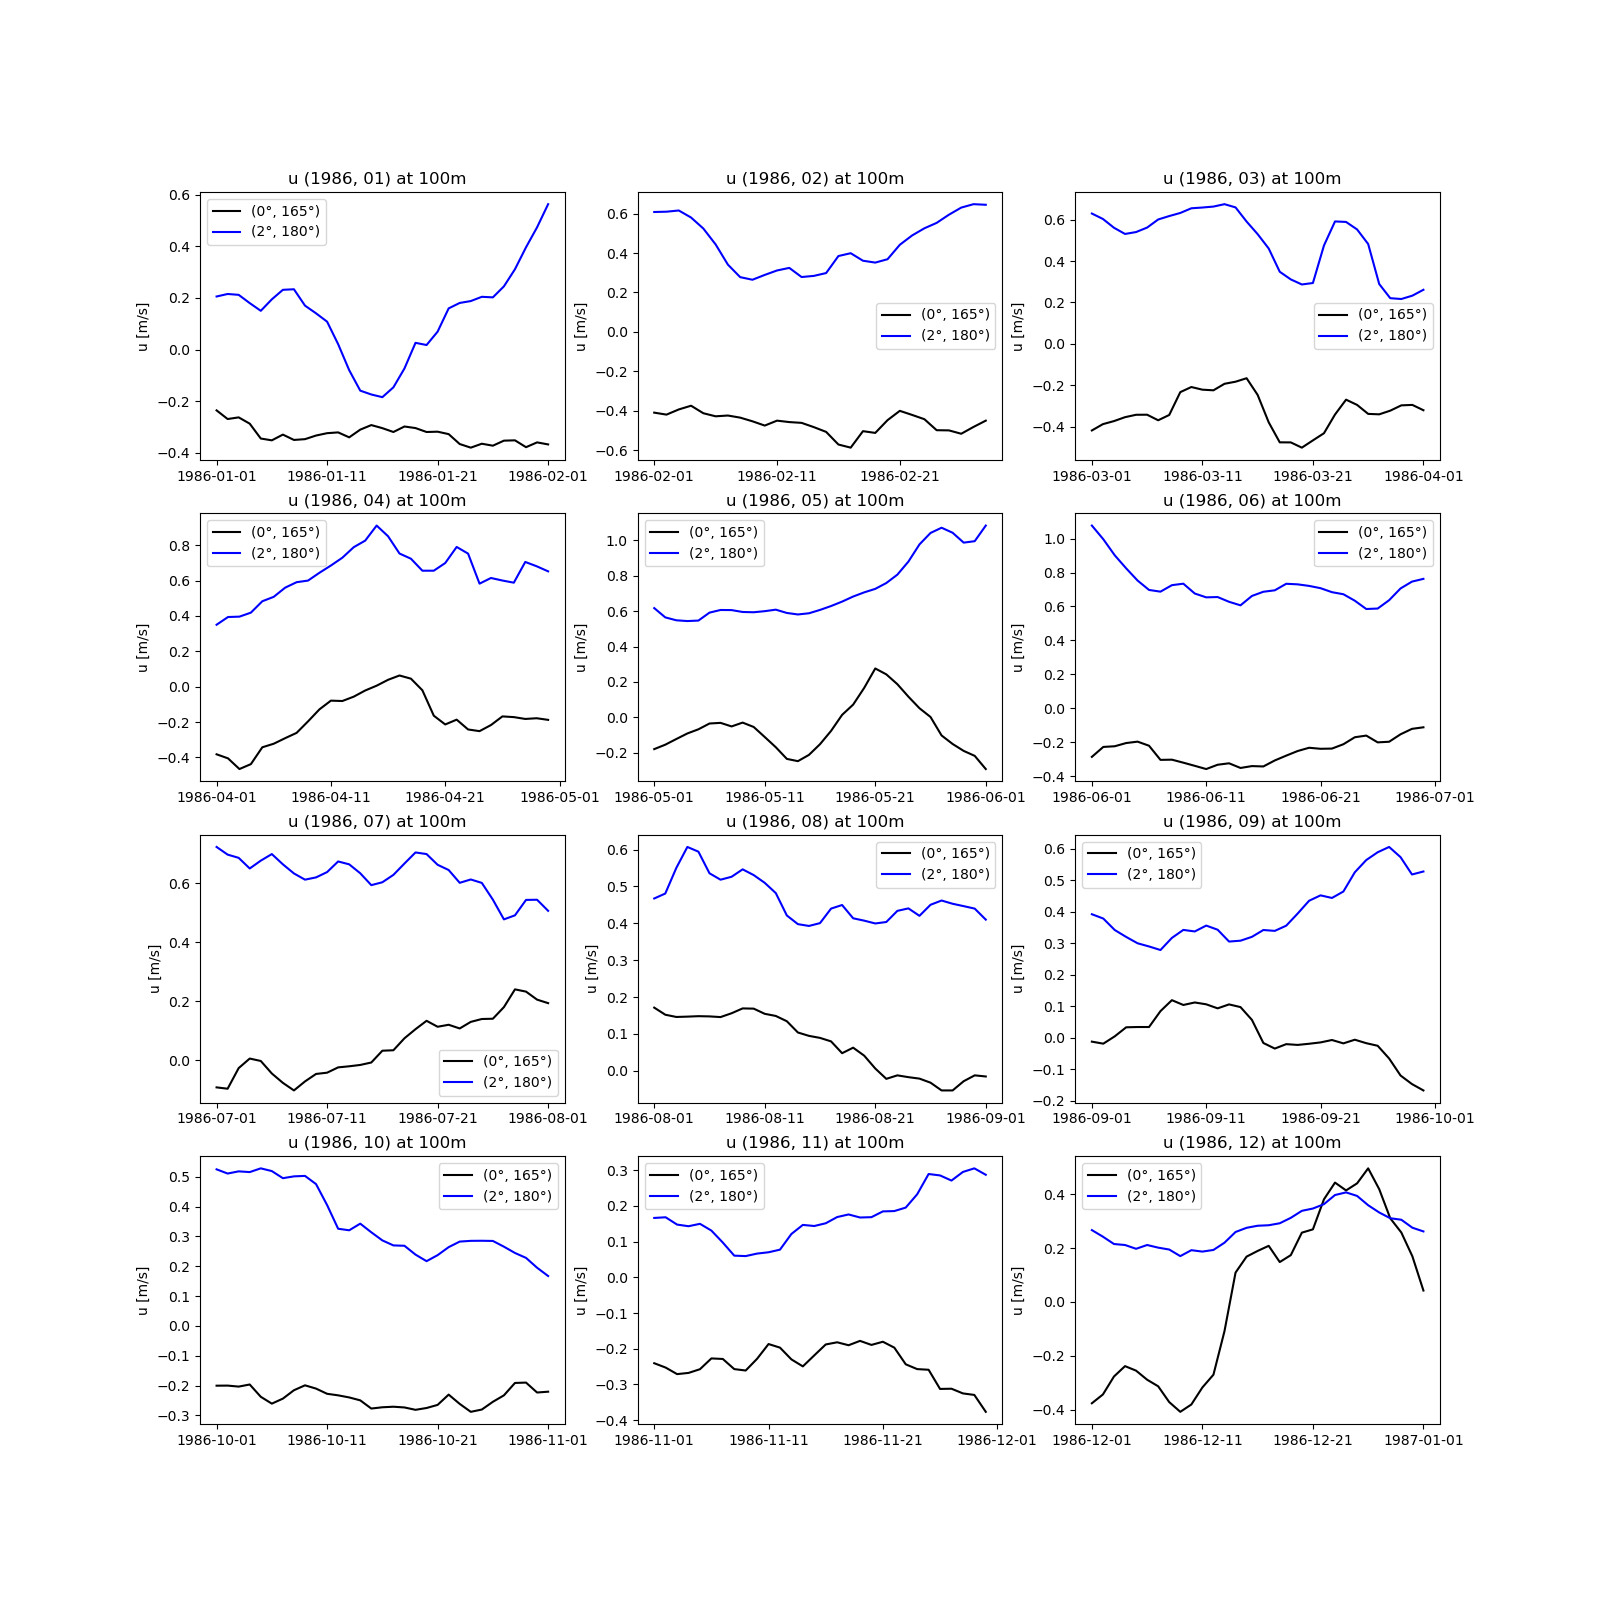 u (1986, 01) at 100m
u [m/s]
0.6
0.4
0.2
0.0
−0.2
−0.4
(0°, 165°)
(2°, 180°)
1986-01-01 1986-01-11 1986-01-21 1986-02-01
u (1986, 02) at 100m
u [m/s]
0.6
0.4
0.2
0.0
−0.2
−0.4
−0.6
(0°, 165°)
(2°, 180°)
1986-02-01 1986-02-11 1986-02-21
u (1986, 03) at 100m
u [m/s]
0.6
0.4
0.2
0.0
−0.2
−0.4
(0°, 165°)
(2°, 180°)
1986-03-01 1986-03-11 1986-03-21 1986-04-01
u (1986, 04) at 100m
u [m/s]
0.8
0.6
0.4
0.2
0.0
−0.2
−0.4
(0°, 165°)
(2°, 180°)
1986-04-01 1986-04-11 1986-04-21 1986-05-01
u (1986, 05) at 100m
u [m/s]
1.0
0.8
0.6
0.4
0.2
0.0
−0.2
(0°, 165°)
(2°, 180°)
1986-05-01 1986-05-11 1986-05-21 1986-06-01
u (1986, 06) at 100m
u [m/s]
1.0
0.8
0.6
0.4
0.2
0.0
−0.2
−0.4
(0°, 165°)
(2°, 180°)
1986-06-01 1986-06-11 1986-06-21 1986-07-01
u (1986, 07) at 100m
u [m/s]
0.6
0.4
0.2
0.0
(0°, 165°)
(2°, 180°)
1986-07-01 1986-07-11 1986-07-21 1986-08-01
u (1986, 08) at 100m
u [m/s]
0.6
0.5
0.4
0.3
0.2
0.1
0.0
(0°, 165°)
(2°, 180°)
1986-08-01 1986-08-11 1986-08-21 1986-09-01
u (1986, 09) at 100m
u [m/s]
0.6
0.5
0.4
0.3
0.2
0.1
0.0
−0.1
−0.2
(0°, 165°)
(2°, 180°)
1986-09-01 1986-09-11 1986-09-21 1986-10-01
u (1986, 10) at 100m
u [m/s]
0.5
0.4
0.3
0.2
0.1
0.0
−0.1
−0.2
−0.3
(0°, 165°)
(2°, 180°)
1986-10-01 1986-10-11 1986-10-21 1986-11-01
u (1986, 11) at 100m
u [m/s]
0.3
0.2
0.1
0.0
−0.1
−0.2
−0.3
−0.4
(0°, 165°)
(2°, 180°)
1986-11-01 1986-11-11 1986-11-21 1986-12-01
u (1986, 12) at 100m
u [m/s]
0.4
0.2
0.0
−0.2
−0.4
(0°, 165°)
(2°, 180°)
1986-12-01 1986-12-11 1986-12-21 1987-01-01